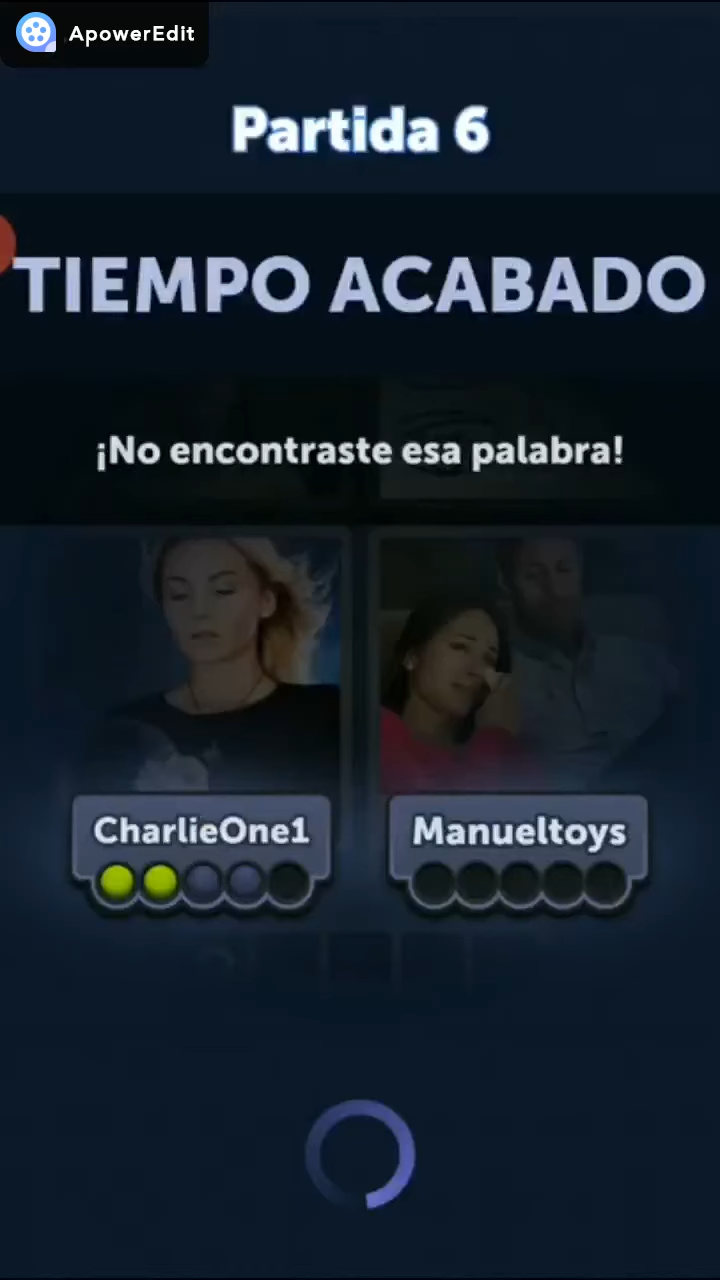 ApowerEdit
Partida 6
TIEMPO ACABADO
¡No encontraste esa palabra!
CharlieOne1
Manueltoys